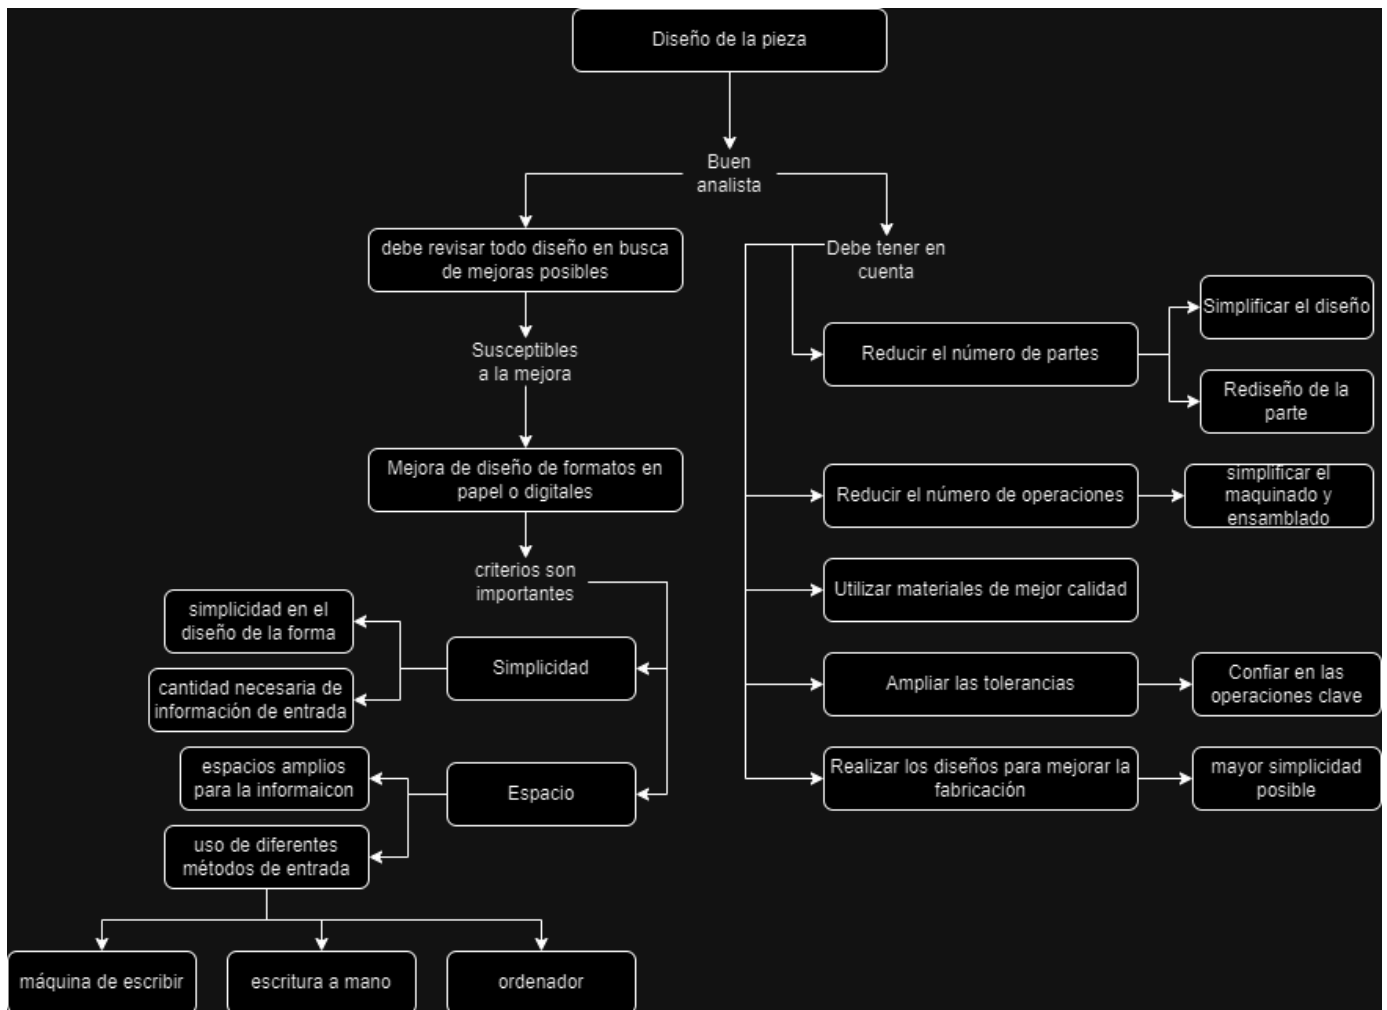 Diseño de la pieza
Buen
analista
debe revisar todo diseño en busca
de mejoras posibles
Susceptibles
a la mejora
Mejora de diseño de formatos en
papel o digitales
criterios son
importantes
Simplicidad
simplicidad en el
diseño de la forma
cantidad necesaria de
información de entrada
Espacio
espacios amplios
para la informaicon
uso de diferentes
métodos de entrada
máquina de escribir
escritura a mano
ordenador
Debe tener en
cuenta
Reducir el número de partes
Simplificar el diseño
Rediseño de la
parte
Reducir el número de operaciones
simplificar el
maquinado y
ensamblado
Utilizar materiales de mejor calidad
Ampliar las tolerancias
Confiar en las
operaciones clave
Realizar los diseños para mejorar la
fabricación
mayor simplicidad
posible